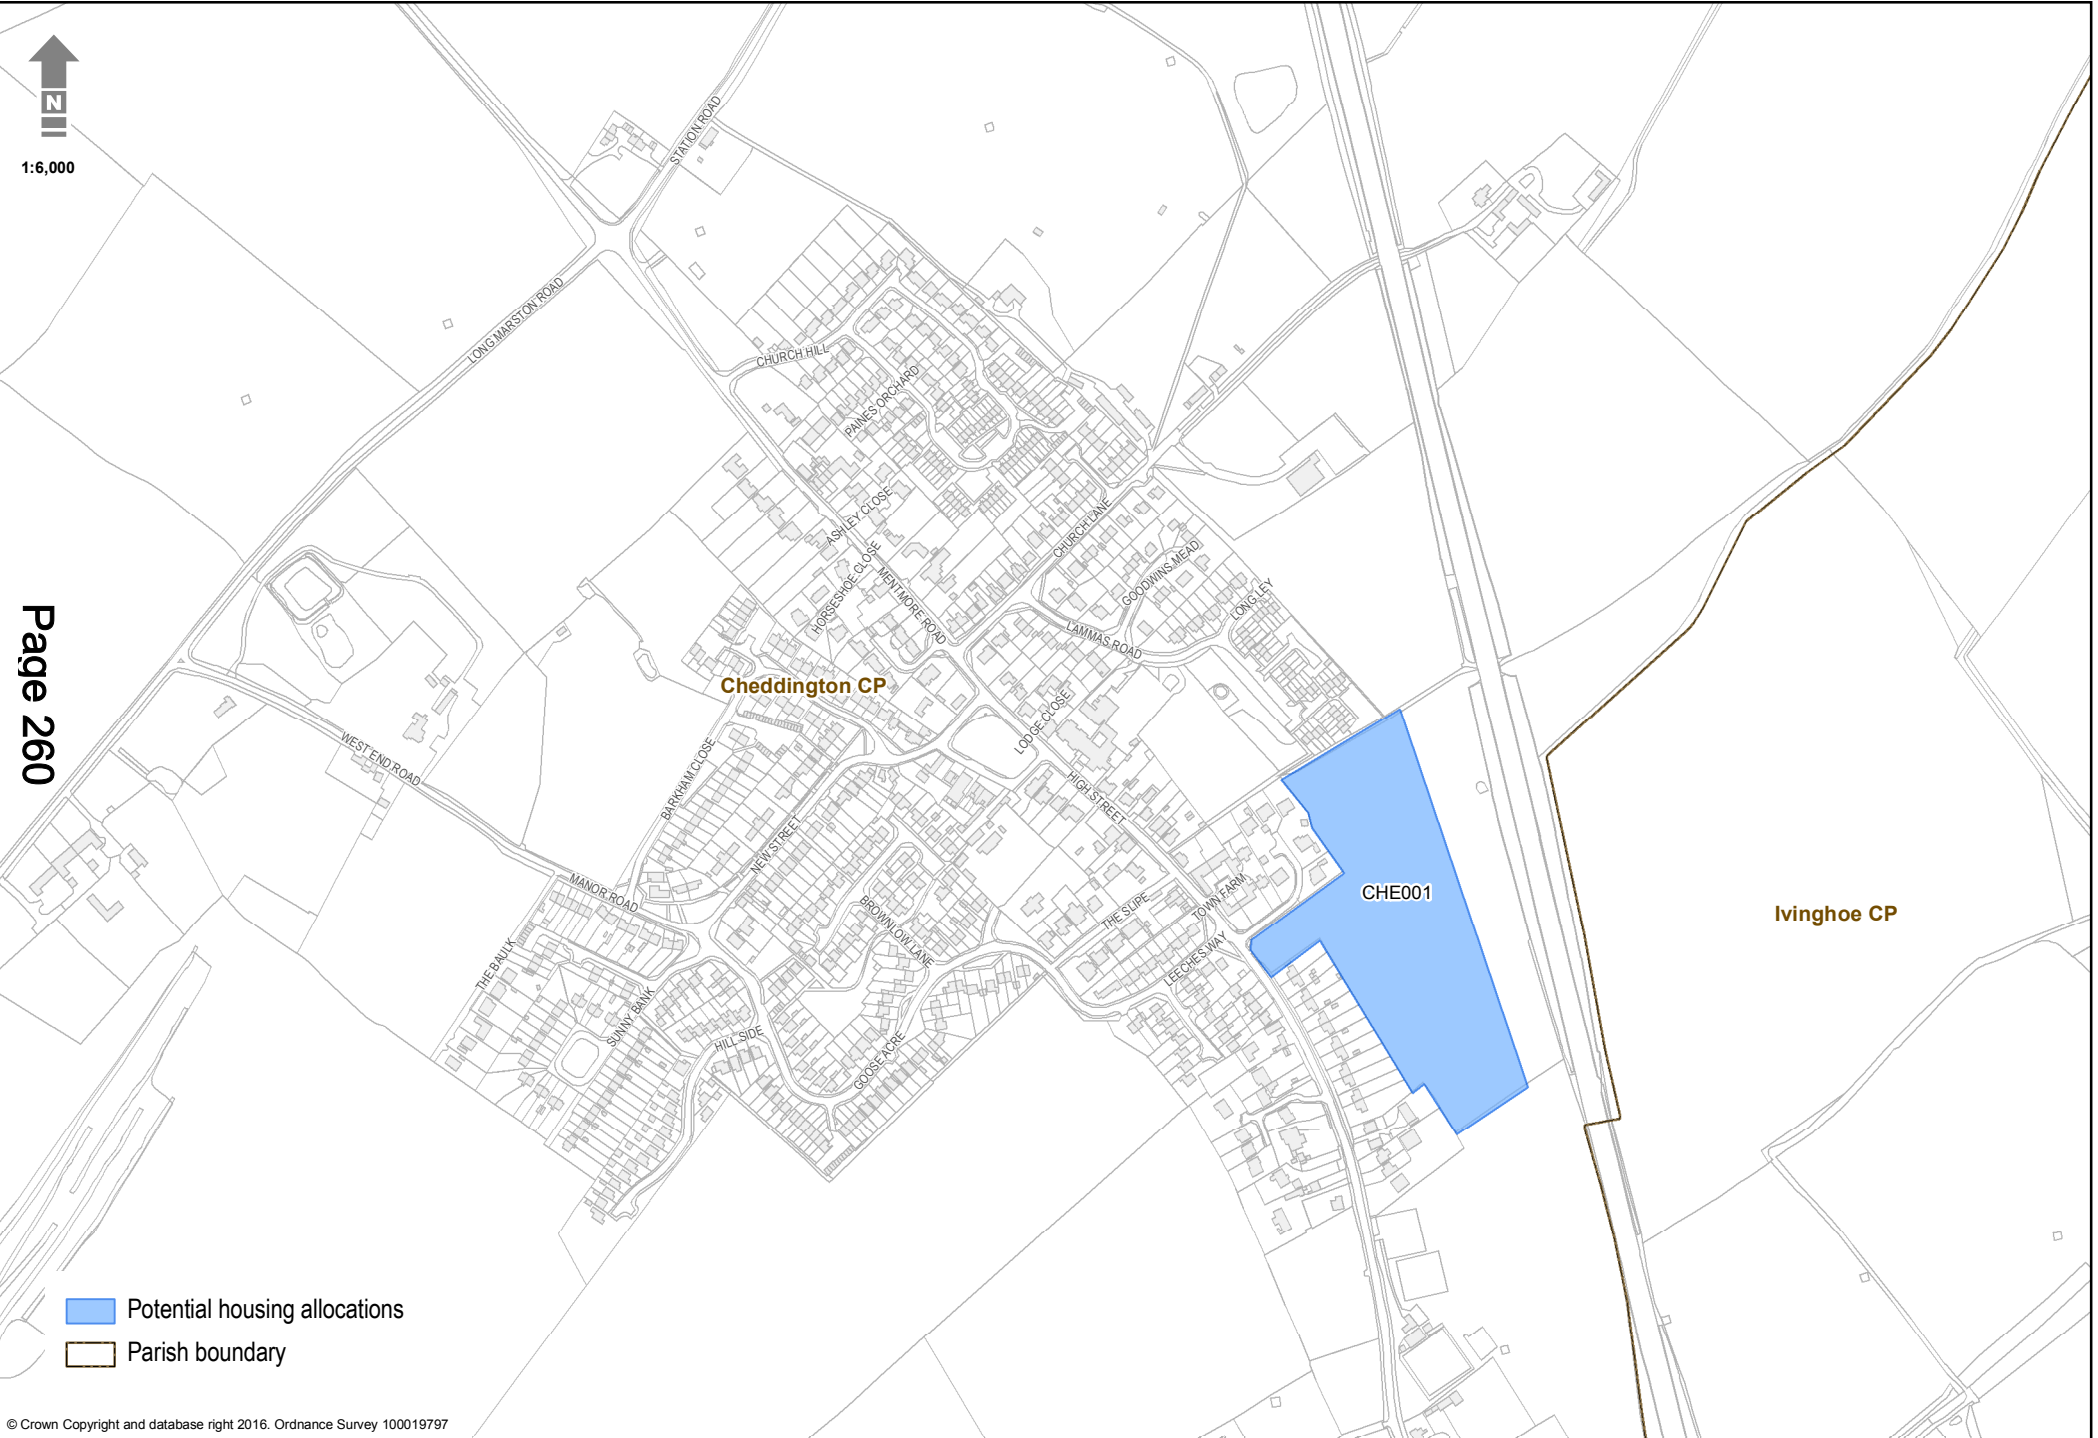 N
1:6,000
STATION ROAD
LONG MARSTON ROAD
CHURCH HILL
PAINES ORCHARD
ASHLEY CLOSE
HORSESHOE CLOSE
MENTMORE ROAD
CHURCH LANE
GOODWINS MEAD
LONG LEY
LAMMAS ROAD
Cheddington CP
LODGE CLOSE
HIGH STREET
WEST END ROAD
BARKHAM CLOSE
NEW STREET
MANOR ROAD
THE BAULK
SUNNY BANK
HILL SIDE
BROWNLOW LANE
GOOSE ACRE
THE SLIPE
TOWN FARM
LEECHES WAY
CHE001
Ivinghoe CP
Page 260
Potential housing allocations
Parish boundary
© Crown Copyright and database right 2016. Ordnance Survey 100019797